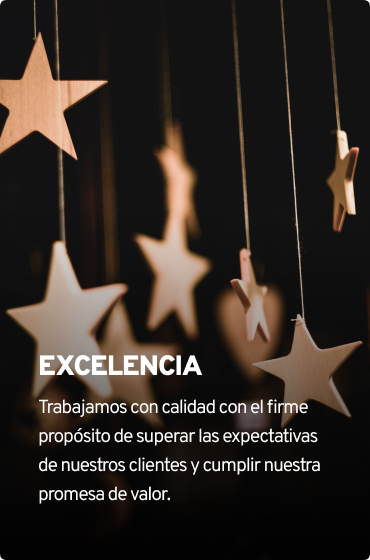 EXCELENCIA
Trabajamos con calidad con el firme
propósito de superar las expectativas
de nuestros clientes y cumplir nuestra
promesa de valor.